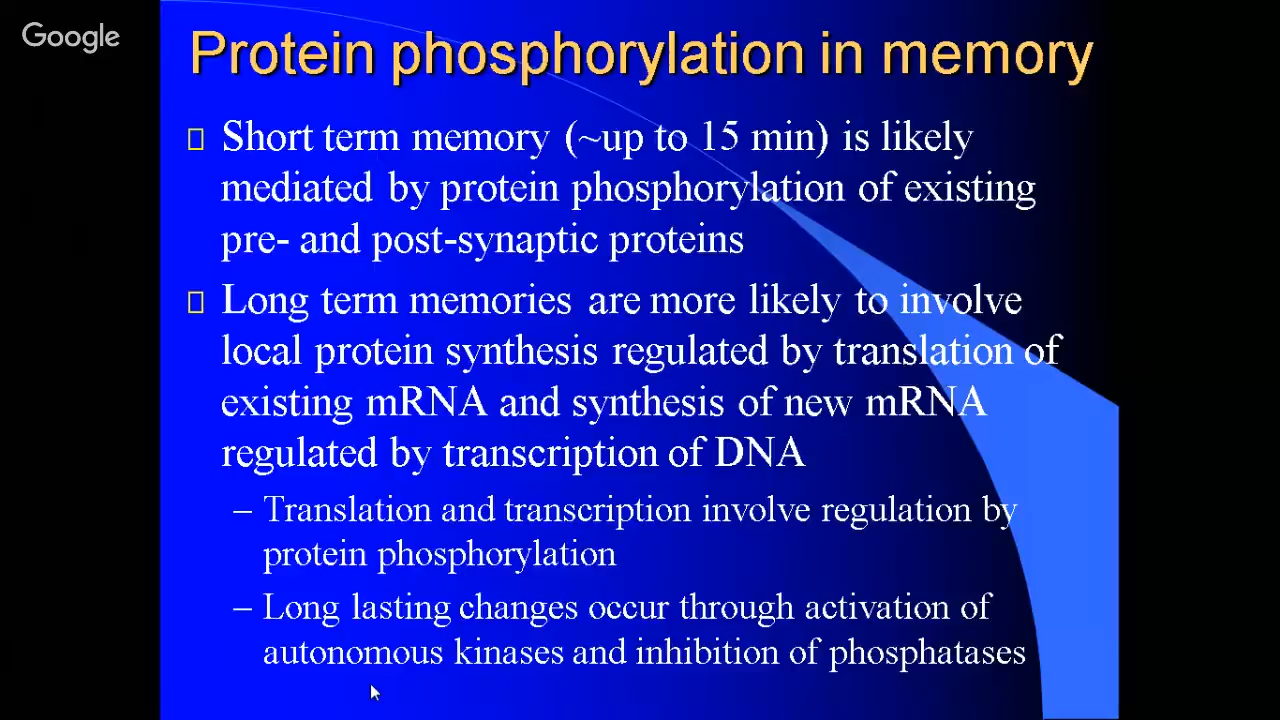 Google
Protein phosphorylation in memory
Short term memory (~up to 15 min) is likely
mediated by protein phosphorylation of existing
pre- and post-synaptic proteins
Long term memories are more likely to involve
local protein synthesis regulated by translation of
existing mRNA and synthesis of new mRNA
regulated by transcription of DNA
– Translation and transcription involve regulation by
protein phosphorylation
– Long lasting changes occur through activation of
autonomous kinases and inhibition of phosphatases